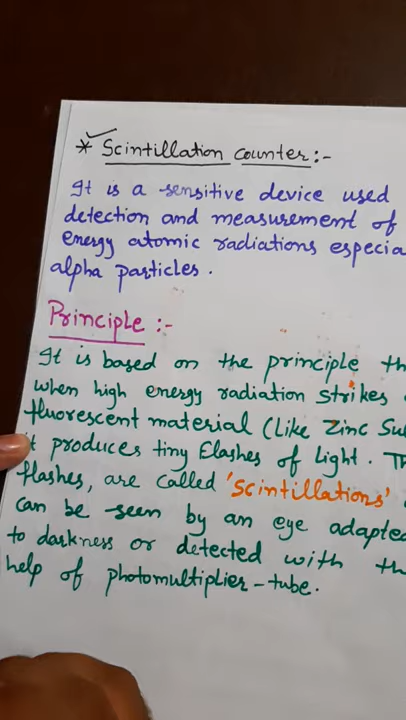 * Scintillation counter:-
It is a sensitive device used
detection and measurement of
energy atomic radiations especia
alpha particles.
Principle :-
It is based on the principle th
when high energy radiation strikes
fluorescent material (Like Zinc Sul
it produces tiny flashes of light. Th
flashes, are called 'scintillations'
can be seen by an eye adapted
to darkness or detected with th
help of photomultiplier-tube.